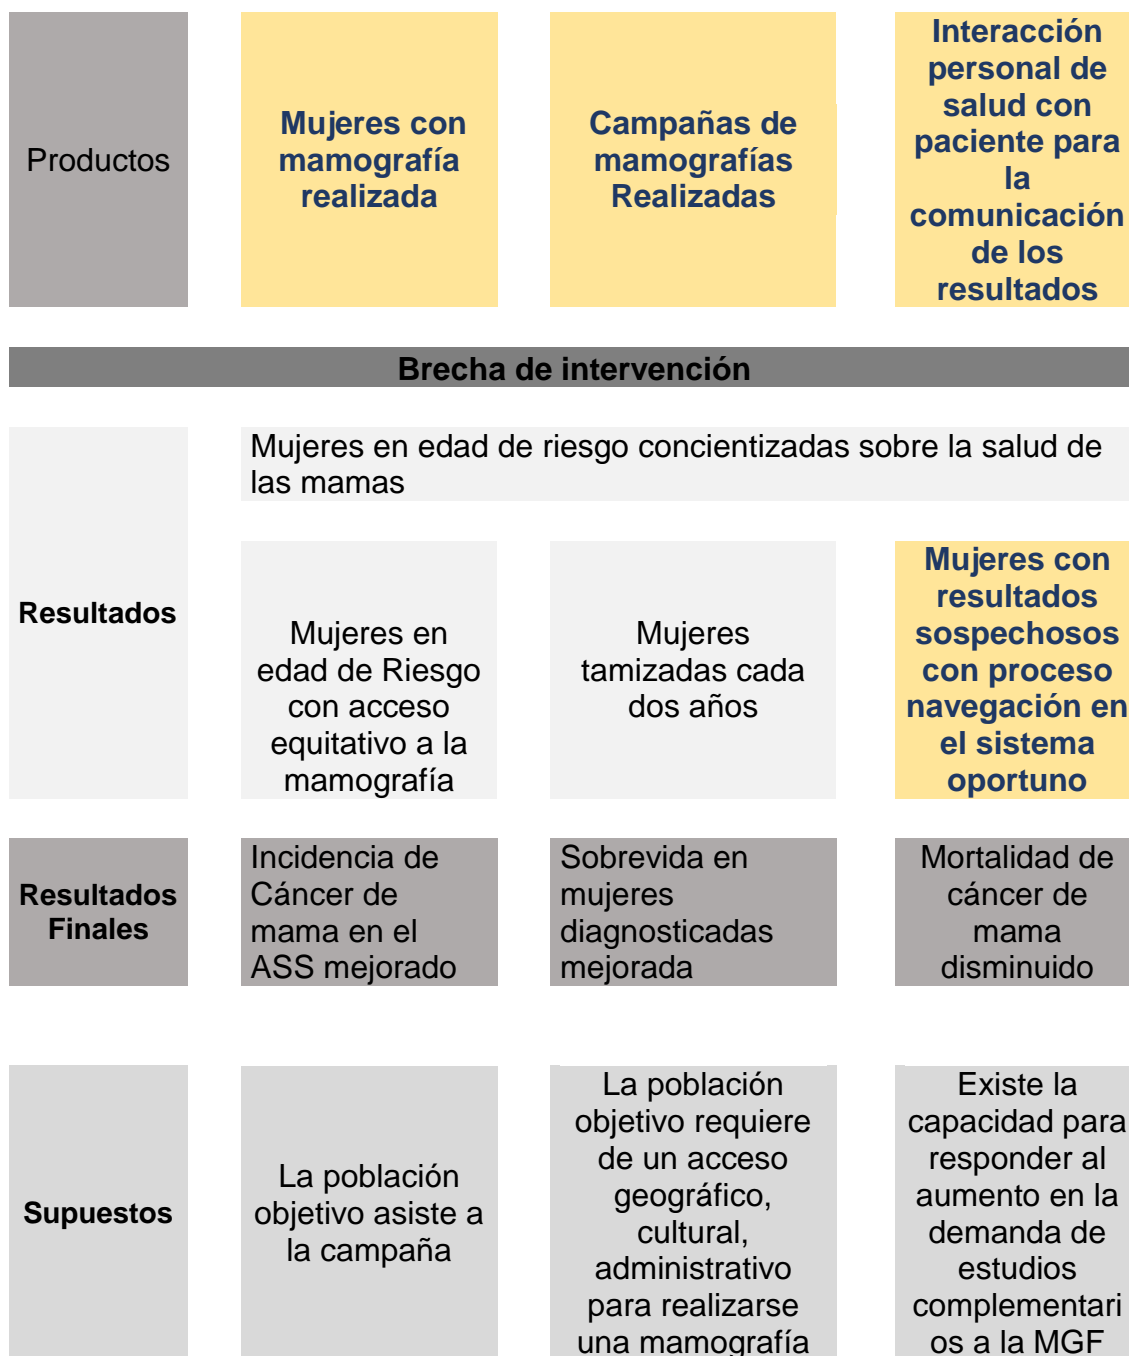 Productos
Mujeres con
mamografía
realizada
Campañas de
mamografías
Realizadas
Interacción
personal de
salud con
paciente para
la
comunicación
de los
resultados
Brecha de intervención
Resultados
Mujeres en edad de riesgo concientizadas sobre la salud de
las mamas
Mujeres en
edad de Riesgo
con acceso
equitativo a la
mamografía
Mujeres
tamizadas cada
dos años
Mujeres con
resultados
sospechosos
con proceso
navegación en
el sistema
oportuno
Resultados
Finales
Incidencia de
Cáncer de
mama en el
ASS mejorado
Sobrevida en
mujeres
diagnosticadas
mejorada
Mortalidad de
cáncer de
mama
disminuido
Supuestos
La población
objetivo asiste a
la campaña
La población
objetivo requiere
de un acceso
geográfico,
cultural,
administrativo
para realizarse
una mamografía
Existe la
capacidad para
responder al
aumento en la
demanda de
estudios
complementari
os a la MGF